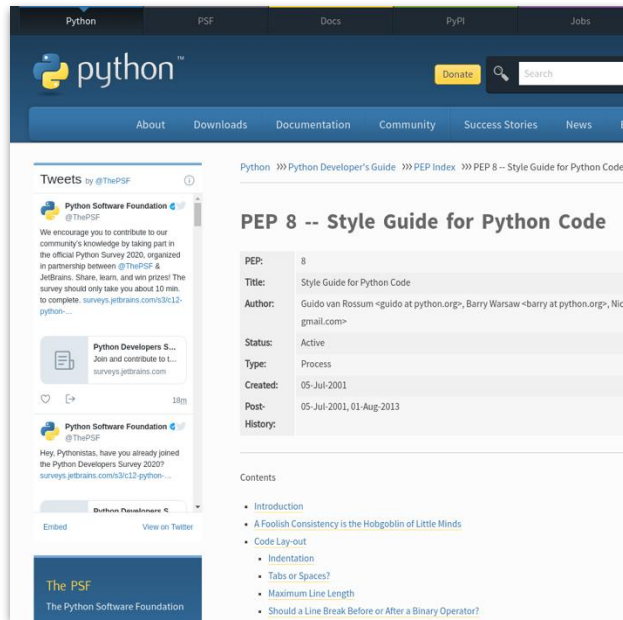 Python
PSF
Docs
PyPI
Jobs
python™
Donate
Search
About
Downloads
Documentation
Community
Success Stories
News
Tweets by @ThePSF
Python Software Foundation
@ThePSF
We encourage you to contribute to our
community's knowledge by taking part in
the official Python Survey 2020, organized
in partnership between @ThePSF &
JetBrains. Share, learn, and win prizes! The
survey should only take you about 10 min.
to complete. surveys.jetbrains.com/s3/c12-
python-...
Python Developers S...
Join and contribute to t...
surveys.jetbrains.com
18m
Python Software Foundation
@ThePSF
Hey, Pythonistas, have you already joined
the Python Developers Survey 2020?
surveys.jetbrains.com/s3/c12-python-...
Python Developers S...
Embed
View on Twitter
The PSF
The Python Software Foundation
Python >>> Python Developer's Guide >>> PEP Index >>> PEP 8 -- Style Guide for Python Code
PEP 8 -- Style Guide for Python Code
PEP: 8
Title: Style Guide for Python Code
Author: Guido van Rossum <guido at python.org>, Barry Warsaw <barry at python.org>, Nic
gmail.com>
Status: Active
Type: Process
Created: 05-Jul-2001
Post- 05-Jul-2001, 01-Aug-2013
History:
Contents
Introduction
A Foolish Consistency is the Hobgoblin of Little Minds
Code Lay-out
Indentation
Tabs or Spaces?
Maximum Line Length
Should a Line Break Before or After a Binary Operator?